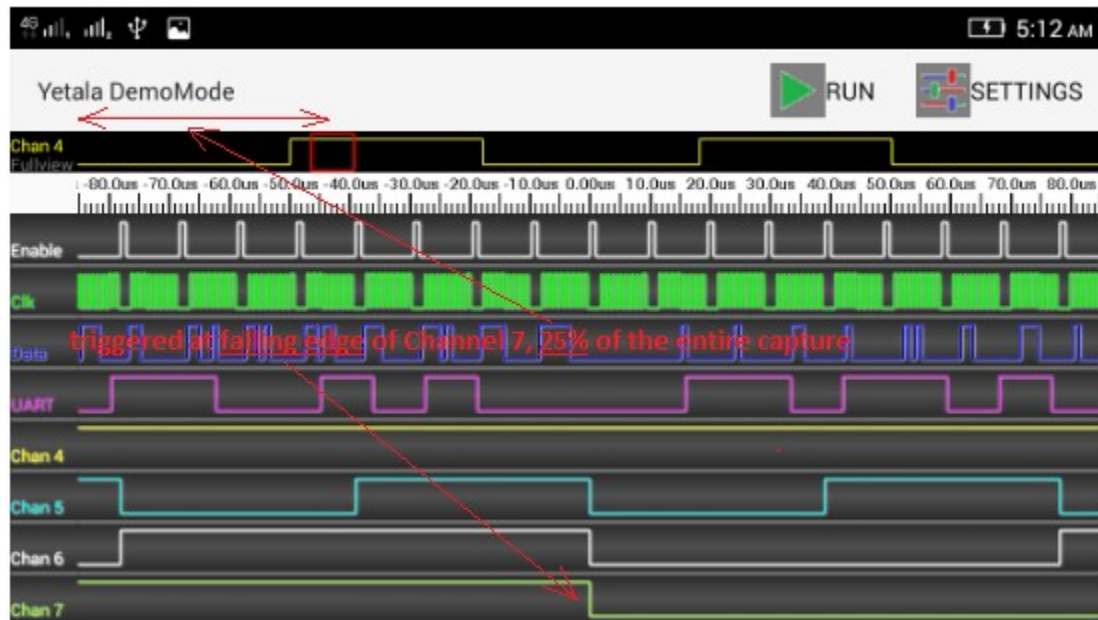 4G 1 2 5:12 AM
Yetala DemoMode RUN SETTINGS
Chan 4
Fullview
-80.0us -70.0us -60.0us -50.0us -40.0us -30.0us -20.0us -10.0us 0.00us 10.0us 20.0us 30.0us 40.0us 50.0us 60.0us 70.0us 80.0us
Enable
Clk
Data
triggered at falling edge of Channel 7, 25% of the entire capture
UART
Chan 4
Chan 5
Chan 6
Chan 7